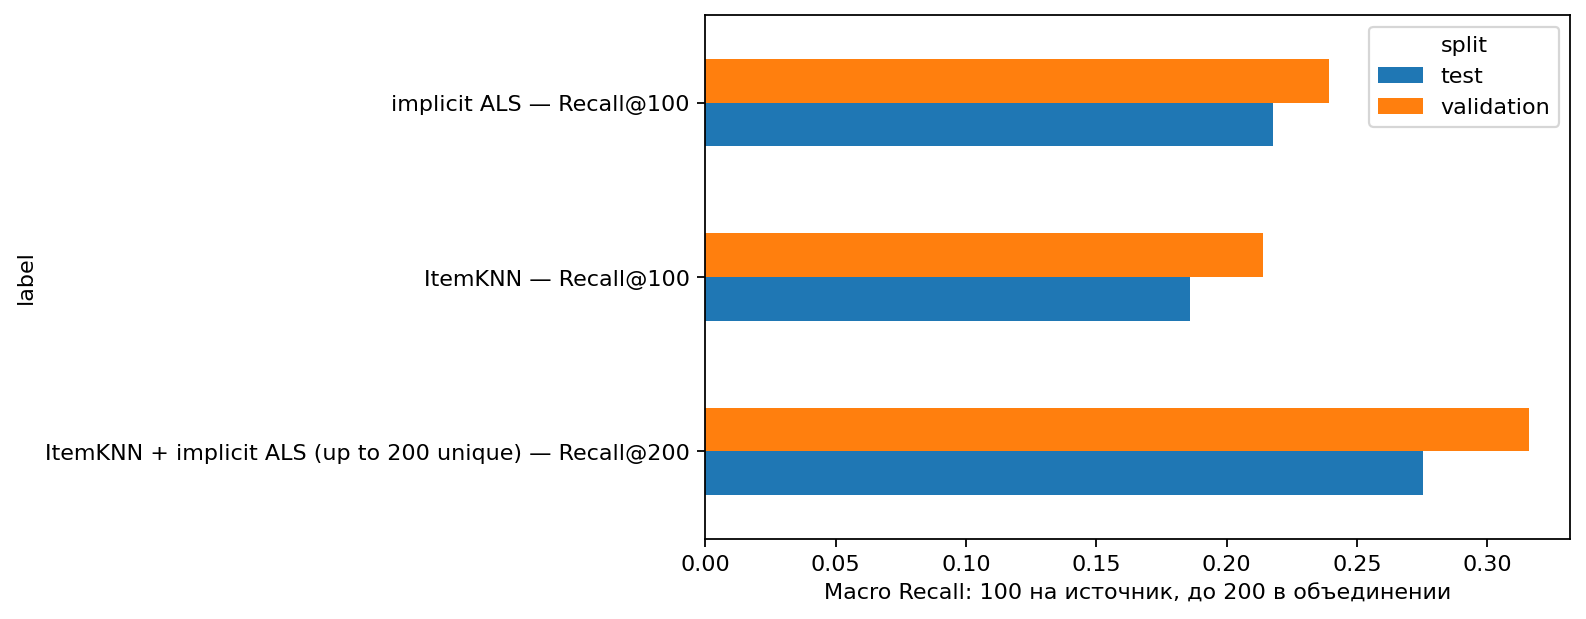 split
test
validation
implicit ALS — Recall@100
ItemKNN — Recall@100
ItemKNN + implicit ALS (up to 200 unique) — Recall@200
label
0.00 0.05 0.10 0.15 0.20 0.25 0.30
Macro Recall: 100 на источник, до 200 в объединении